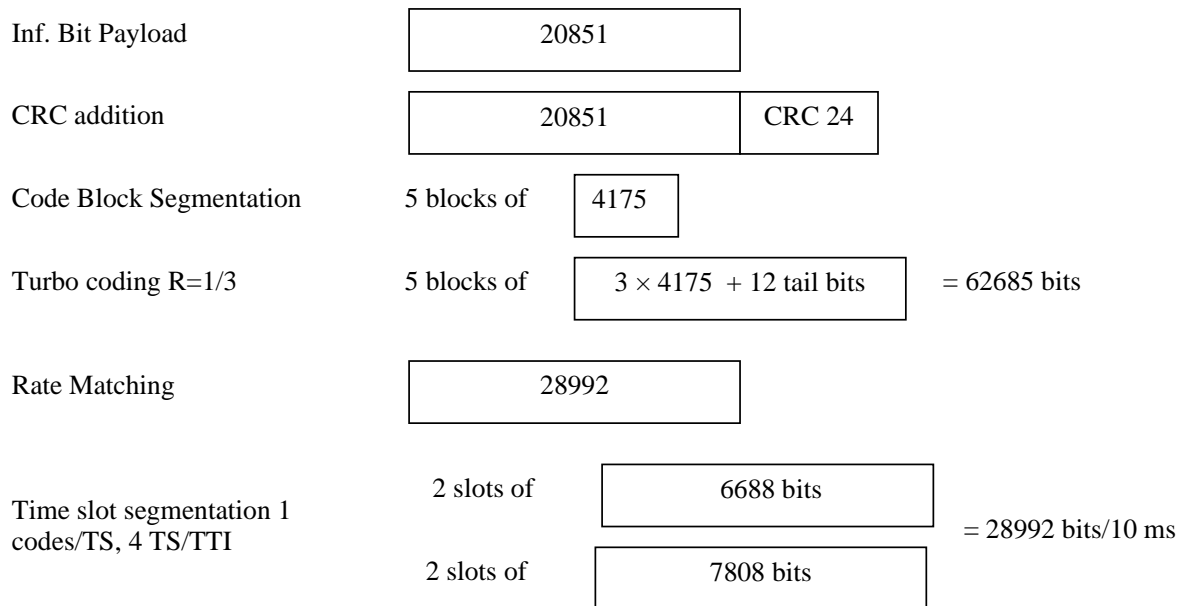 Inf. Bit Payload
20851
CRC addition
20851
CRC 24
Code Block Segmentation
5 blocks of
4175
Turbo coding R=1/3
5 blocks of
3 × 4175 + 12 tail bits
= 62685 bits
Rate Matching
28992
Time slot segmentation 1
codes/TS, 4 TS/TTI
2 slots of
6688 bits
2 slots of
7808 bits
= 28992 bits/10 ms